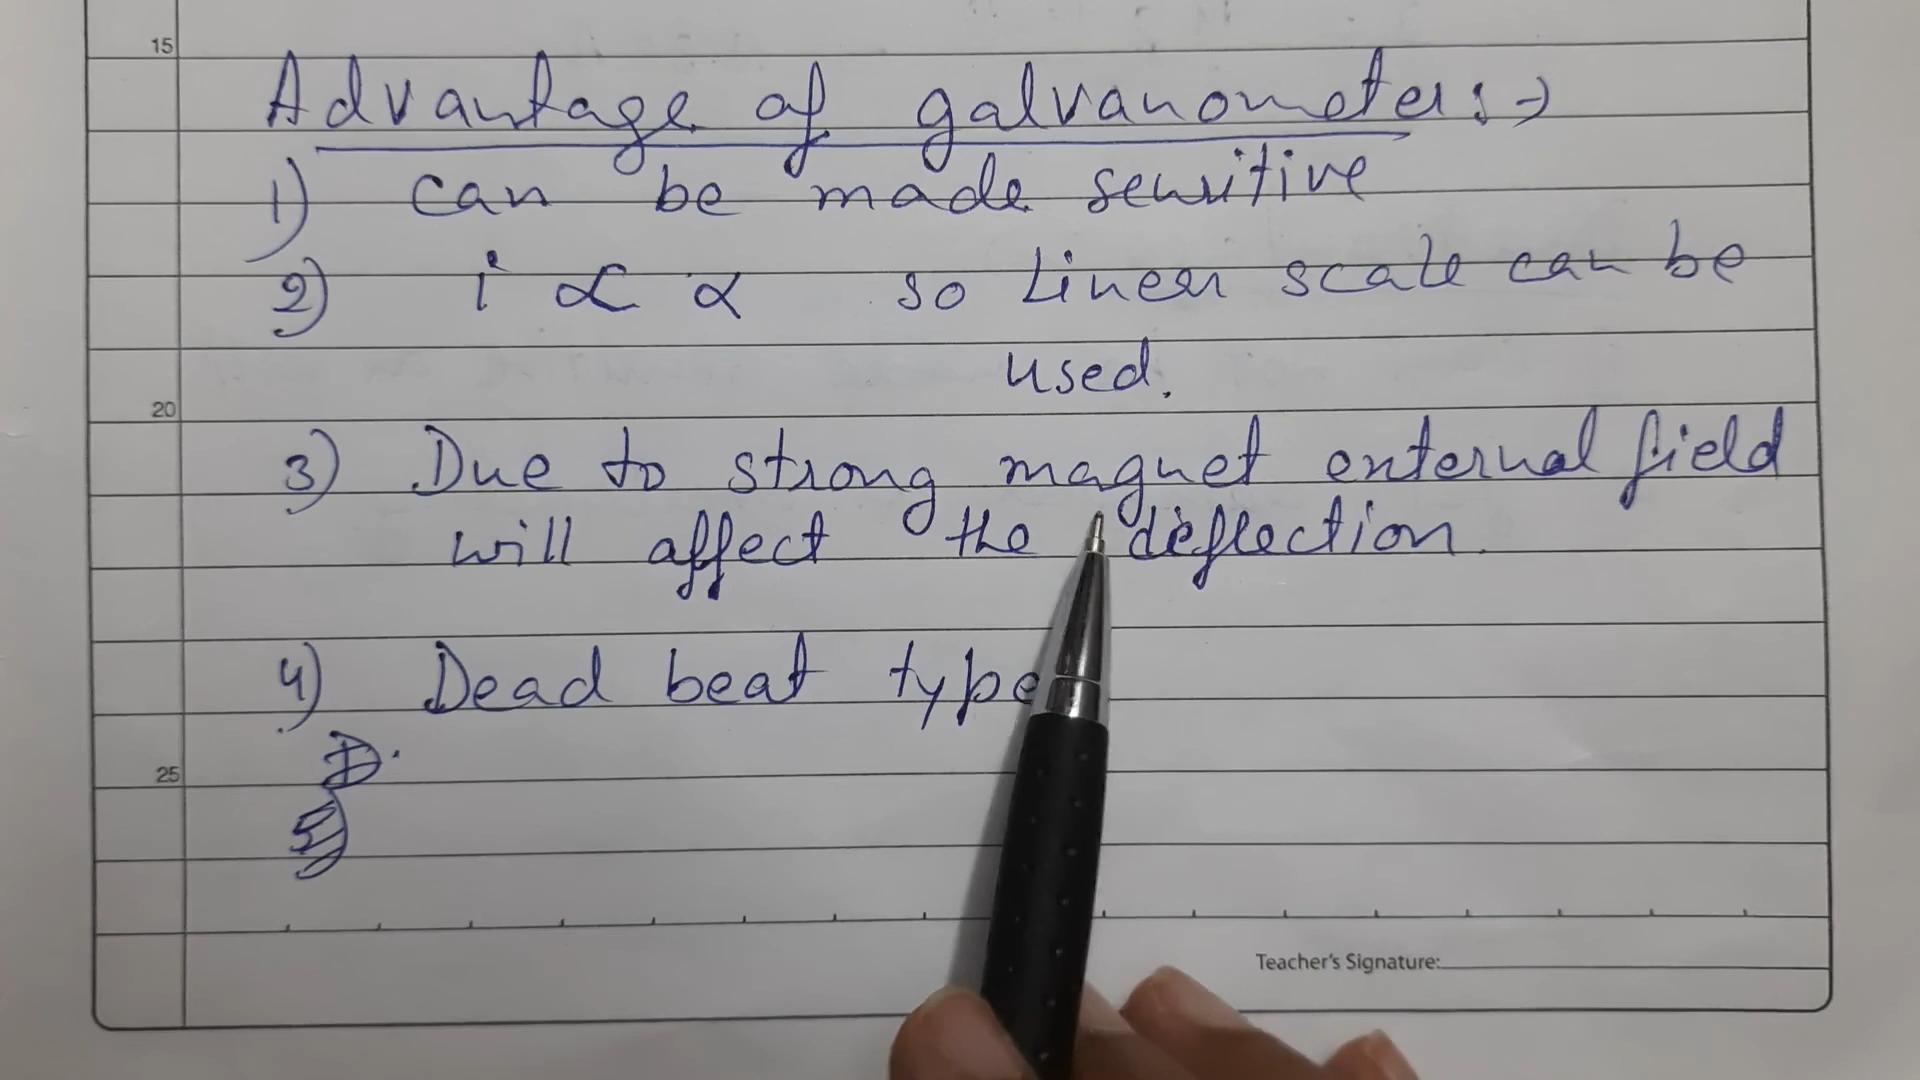 15
Advantage of galvanometer:→
1) can be made sensitive
2) i ∝ α so Linear scale can be
used.
20
3) Due to strong magnet external field
will affect the deflection.
4) Dead beat type
D.
25
5)
Teacher's Signature: